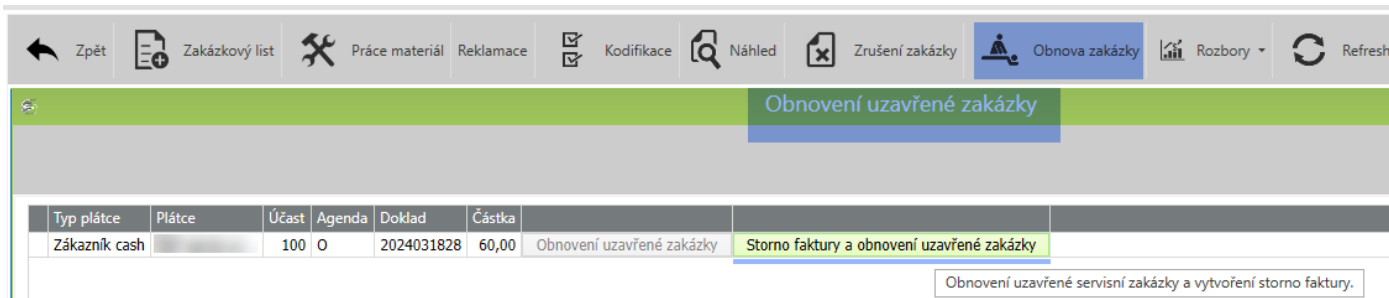 Zpět Zakázkový list Práce materiál Reklamace Kodifikace Náhled Zrušení zakázky Obnova zakázky Rozbory Refresh
Obnovení uzavřené zakázky
Typ plátce Plátce Účast Agenda Doklad Částka
Zákazník cash 100 O 2024031828 60,00 Obnovení uzavřené zakázky Storno faktury a obnovení uzavřené zakázky
Obnovení uzavřené servisní zakázky a vytvoření storno faktury.